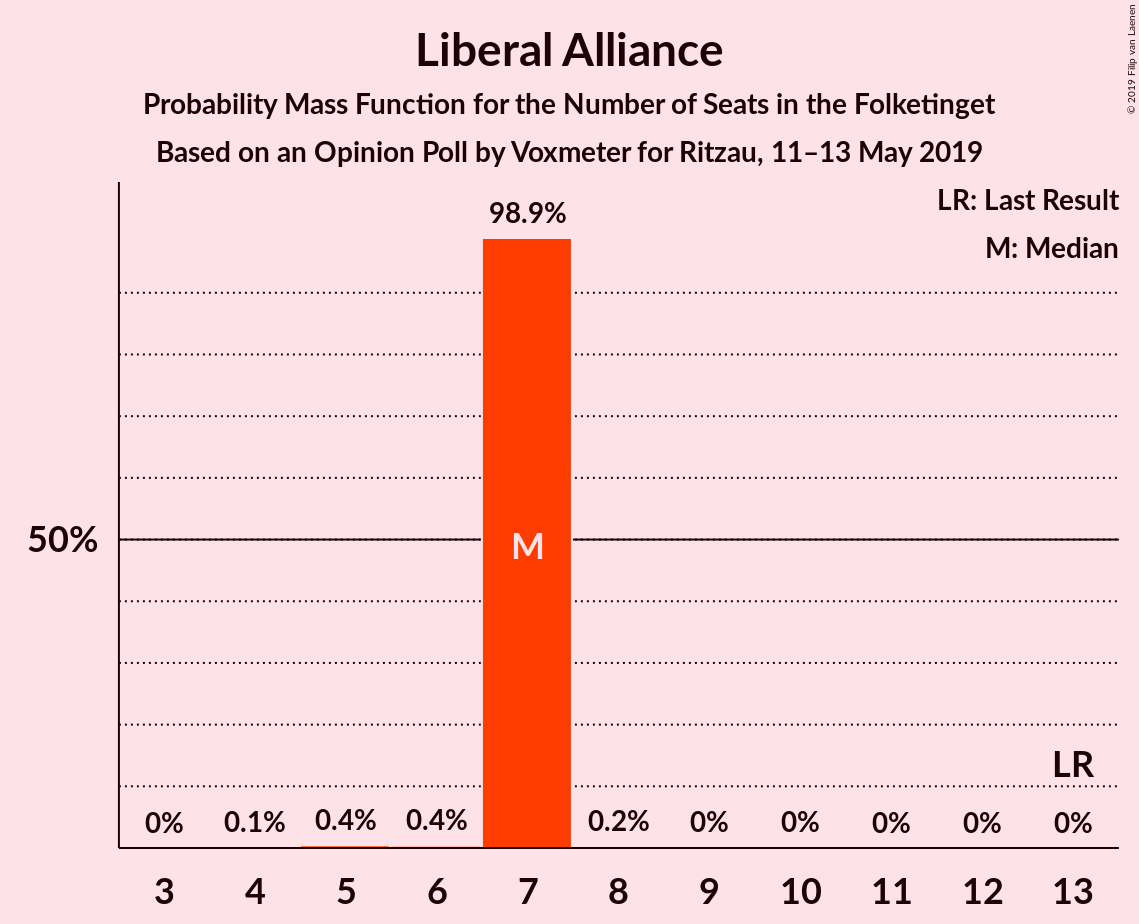 Liberal Alliance
Probability Mass Function for the Number of Seats in the Folketinget
Based on an Opinion Poll by Voxmeter for Ritzau, 11–13 May 2019
© 2019 Filip van Laenen
LR: Last Result
M: Median
98.9%
50%
M
LR
0% 0.1% 0.4% 0.4% 0.2% 0% 0% 0% 0% 0%
3 4 5 6 7 8 9 10 11 12 13